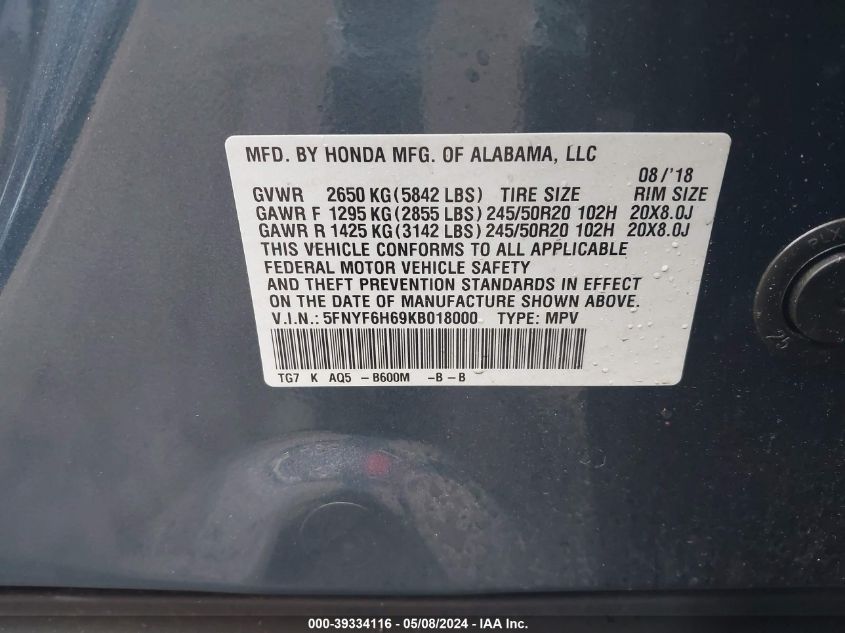 MFD. BY HONDA MFG. OF ALABAMA, LLC
08/'18
GVWR 2650 KG(5842 LBS) TIRE SIZE RIM SIZE
GAWR F 1295 KG(2855 LBS) 245/50R20 102H 20X8.0J
GAWR R 1425 KG(3142 LBS) 245/50R20 102H 20X8.0J
THIS VEHICLE CONFORMS TO ALL APPLICABLE
FEDERAL MOTOR VEHICLE SAFETY
AND THEFT PREVENTION STANDARDS IN EFFECT
ON THE DATE OF MANUFACTURE SHOWN ABOVE.
V.I.N.: 5FNYF6H69KB018000 TYPE: MPV
TG7 K AQ5 -B600M -B-B
000-39334116 - 05/08/2024 - IAA Inc.